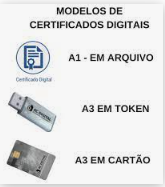 MODELOS DE
CERTIFICADOS DIGITAIS
A1 - EM ARQUIVO
Certificado Digital
A3 EM TOKEN
A3 EM CARTÃO